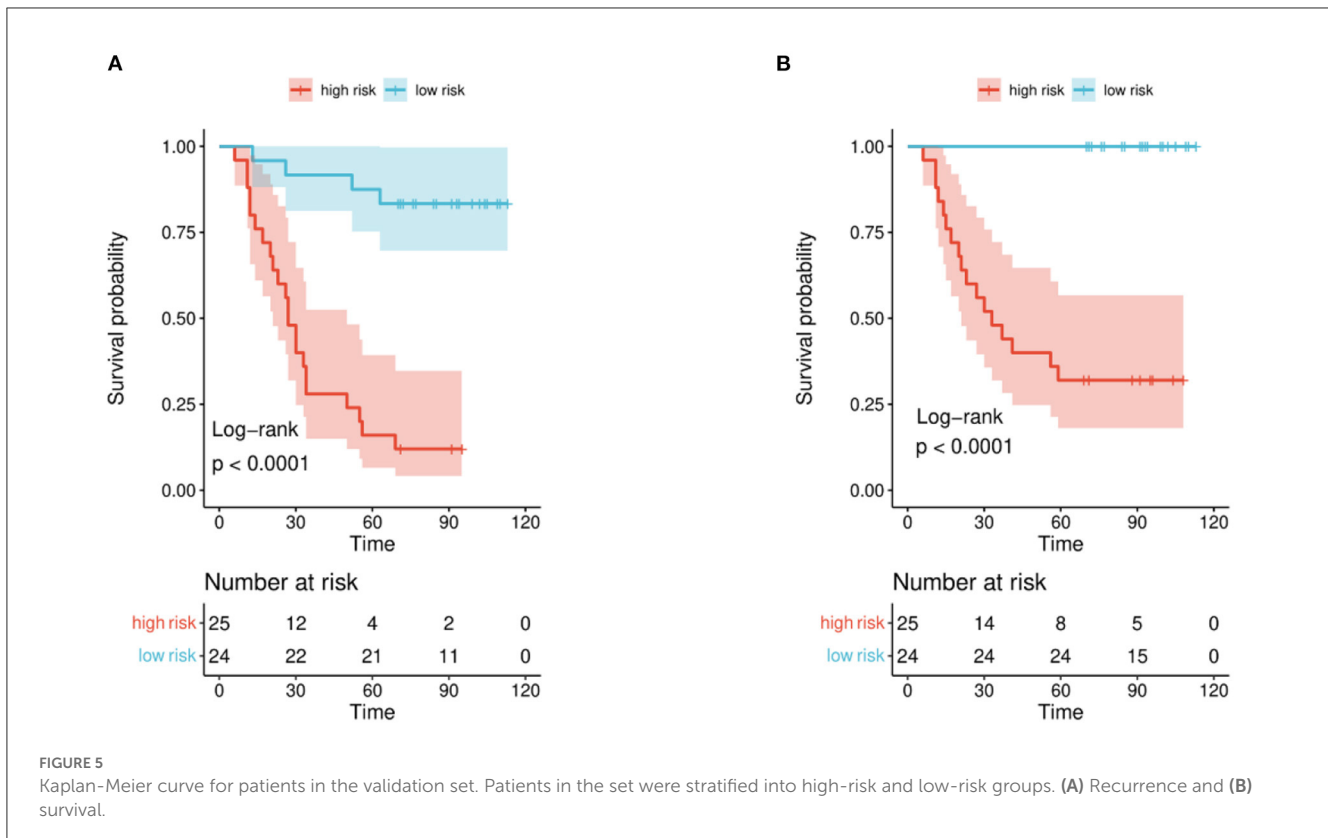 A
high risk low risk
1.00
0.75
0.50
0.25
0.00
Survival probability
Log-rank
p < 0.0001
0 30 60 90 120
Time
Number at risk
high risk 25 12 4 2 0
low risk 24 22 21 11 0
0 30 60 90 120
Time
B
high risk low risk
1.00
0.75
0.50
0.25
0.00
Survival probability
Log-rank
p < 0.0001
0 30 60 90 120
Time
Number at risk
high risk 25 14 8 5 0
low risk 24 24 24 15 0
0 30 60 90 120
Time
FIGURE 5
Kaplan-Meier curve for patients in the validation set. Patients in the set were stratified into high-risk and low-risk groups. (A) Recurrence and (B)
survival.